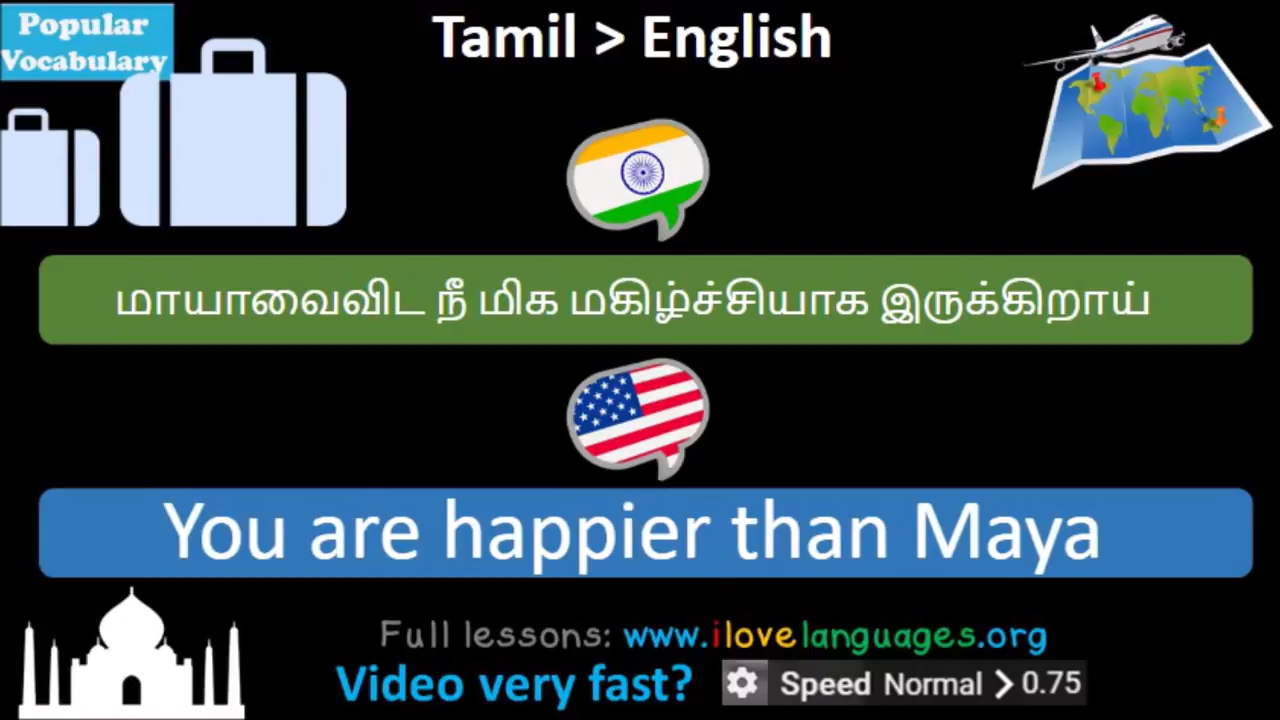 Popular
Vocabulary
Tamil > English
மாயாவைவிட நீ மிக மகிழ்ச்சியாக இருக்கிறாய்
You are happier than Maya
Full lessons: www.ilovelanguages.org
Video very fast? Speed Normal > 0.75